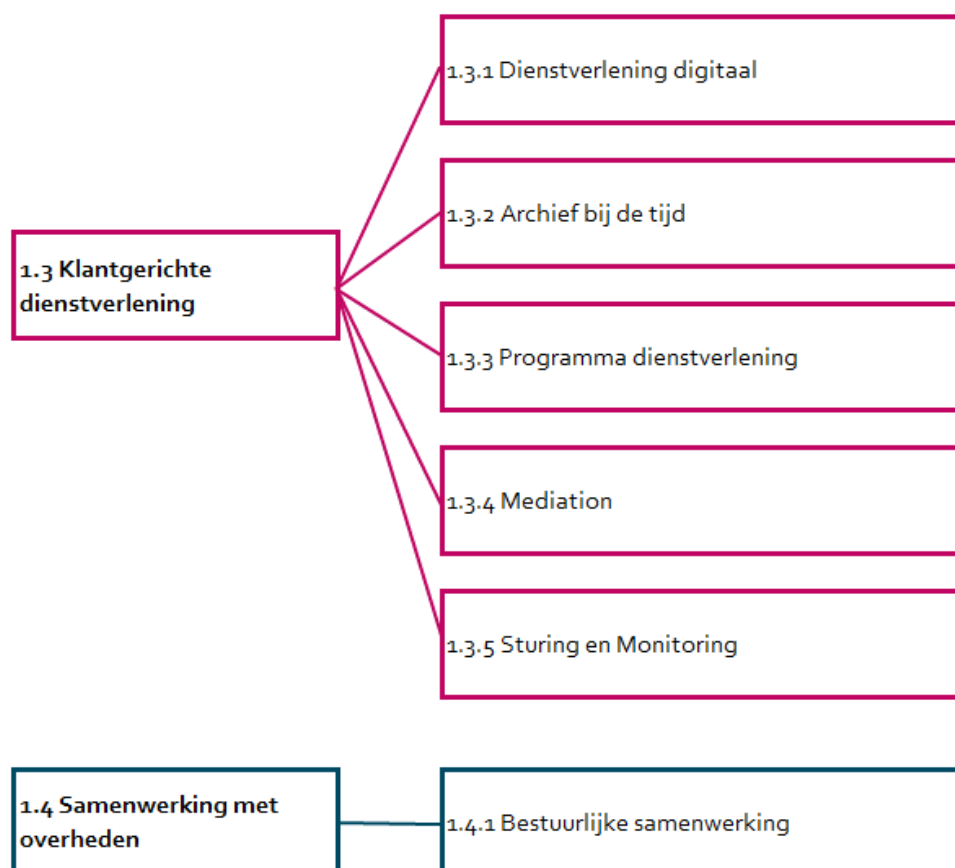 1.3.1 Dienstverlening digitaal
1.3.2 Archief bij de tijd
1.3 Klantgerichte
dienstverlening
1.3.3 Programma dienstverlening
1.3.4 Mediation
1.3.5 Sturing en Monitoring
1.4 Samenwerking met
overheden
1.4.1 Bestuurlijke samenwerking